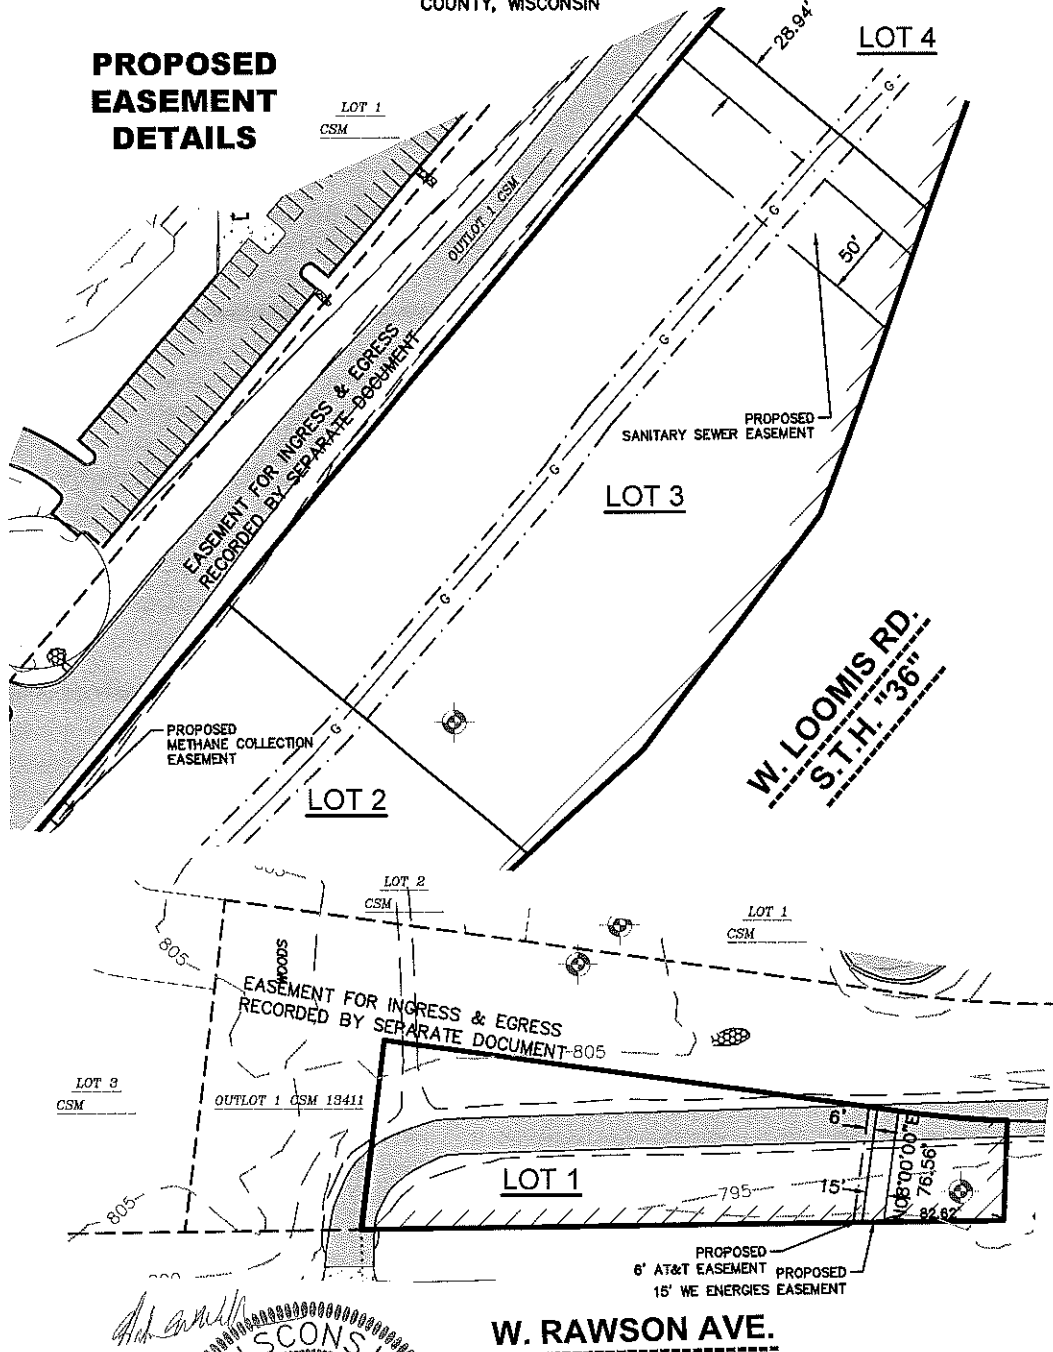 COUNTY, WISCONSIN
PROPOSED
EASEMENT
DETAILS
LOT 1
CSM
28.94'
LOT 4
G
OUTLOT 1 CSM
G
50'
EASEMENT FOR INGRESS & EGRESS
RECORDED BY SEPARATE DOCUMENT
G
PROPOSED
SANITARY SEWER EASEMENT
G
LOT 3
G
W. LOOMIS RD.
S.T.H. "36"
PROPOSED
METHANE COLLECTION
EASEMENT
G
LOT 2
LOT 2
CSM
LOT 1
CSM
805
WOODS
EASEMENT FOR INGRESS & EGRESS
RECORDED BY SEPARATE DOCUMENT
805
LOT 3
CSM
OUTLOT 1 CSM 13411
6'
N08°00'00"E
76.56'
LOT 1
795
15'
82.62'
805
PROPOSED
6' AT&T EASEMENT
PROPOSED
15' WE ENERGIES EASEMENT
W. RAWSON AVE.
SCONS